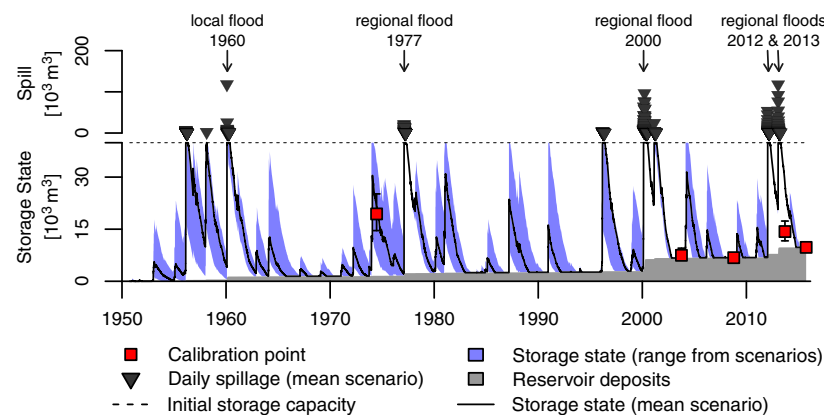 local flood
1960
regional flood
1977
regional flood
2000
regional floods
2012 & 2013
Spill
[10³ m³]
200
0
Storage State
[10³ m³]
30
15
0
1950 1960 1970 1980 1990 2000 2010
Calibration point
Daily spillage (mean scenario)
Initial storage capacity
Storage state (range from scenarios)
Reservoir deposits
Storage state (mean scenario)